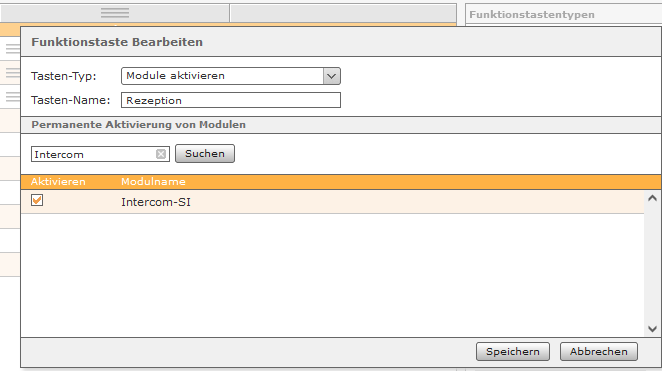 Funktionstastentypen
Funktionstaste Bearbeiten
Tasten-Typ: Module aktivieren
Tasten-Name: Rezeption
Permanente Aktivierung von Modulen
Intercom Suchen
Aktivieren Modulname
Intercom-SI
Speichern Abbrechen